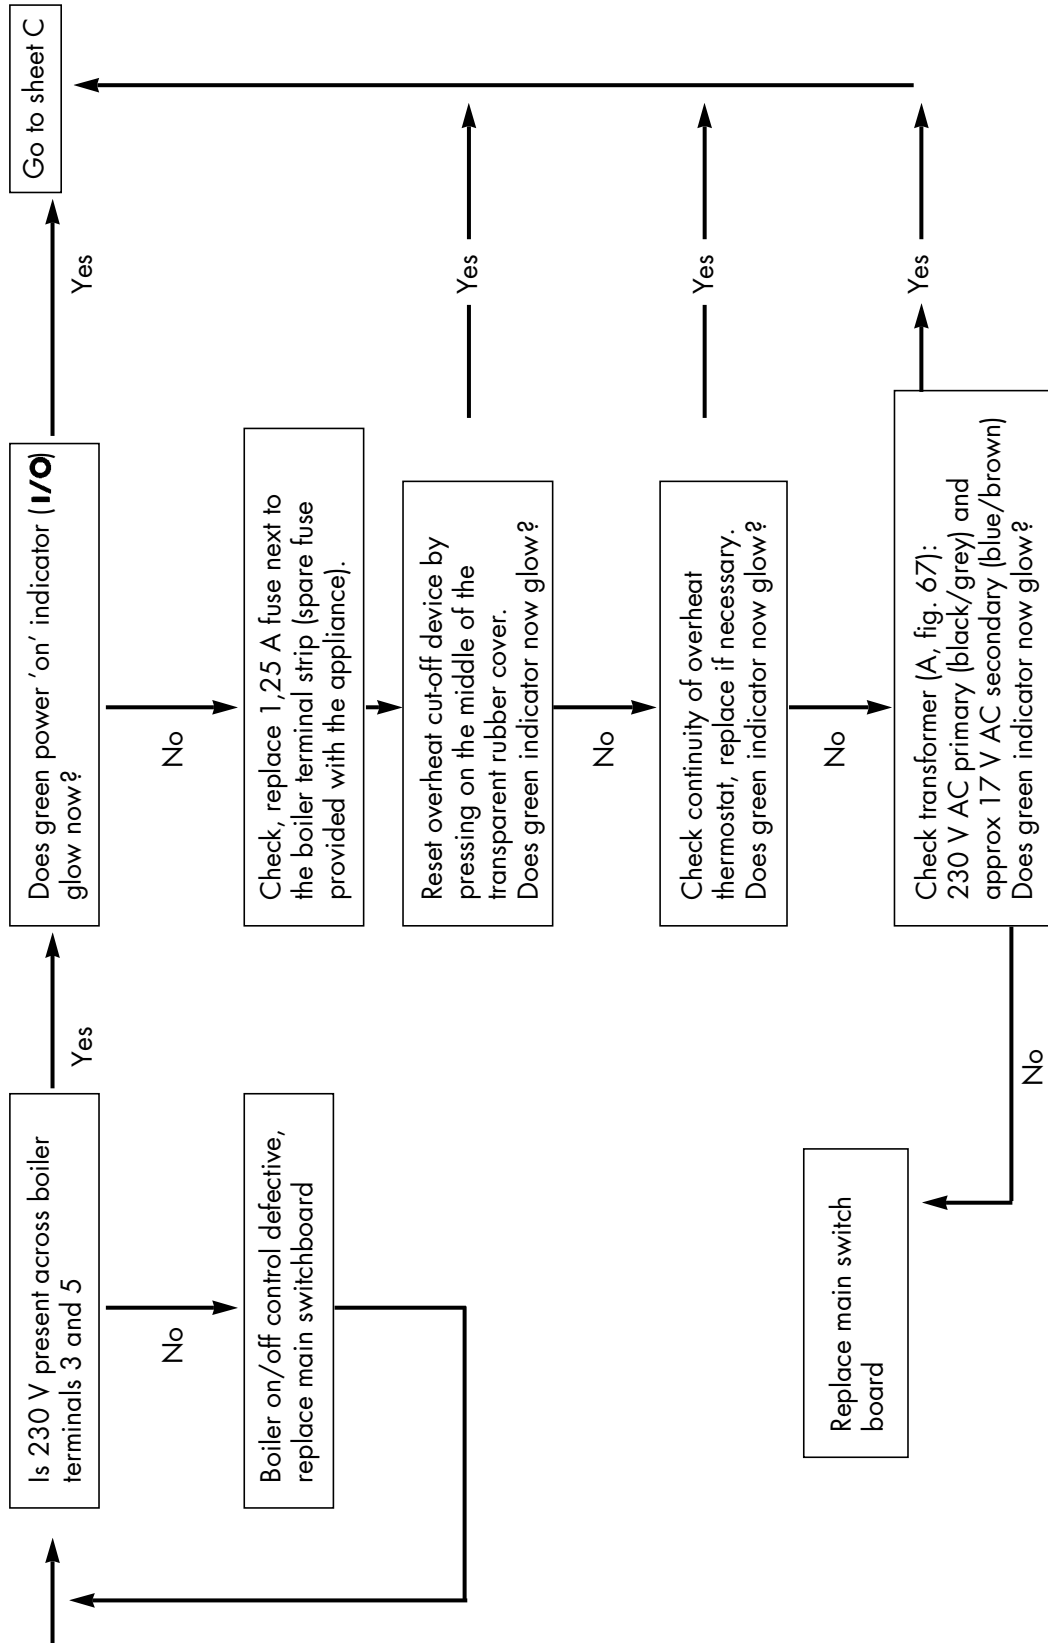 Is 230 V present across boiler
terminals 3 and 5
Yes
Does green power 'on' indicator (I/O)
glow now?
Yes
Go to sheet C
No
Boiler on/off control defective,
replace main switchboard
No
Check, replace 1,25 A fuse next to
the boiler terminal strip (spare fuse
provided with the appliance).
Reset overheat cut-off device by
pressing on the middle of the
transparent rubber cover.
Does green indicator now glow?
Yes
No
Check continuity of overheat
thermostat, replace if necessary.
Does green indicator now glow?
Yes
No
Check transformer (A, fig. 67):
230 V AC primary (black/grey) and
approx 17 V AC secondary (blue/brown)
Does green indicator now glow?
Yes
No
Replace main switch
board